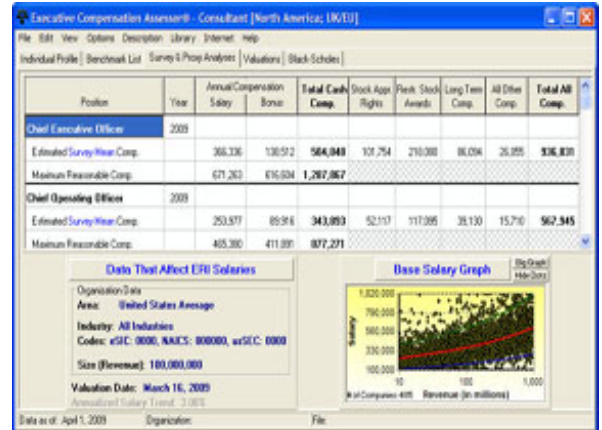 Executive Compensation Assessor® - Consultant [North America; UK/EU]
File Edit View Options Description Library Internet Help
Individual Profile Benchmark List Survey & Proxy Analyses Valuations Black-Scholes
Annual Compensation Total Cash Stock Appr. Restr. Stock Long Term All Other Total All
Position Year Salary Bonus Comp. Rights Awards Comp. Comp. Comp.
Chief Executive Officer 2009
Estimated Survey Mean Comp. 366,336 504,848 101,754 210,000 86,094 936,831
Maximum Reasonable Comp. 671,263 616,604 1,287,867
Chief Operating Officer 2009
Estimated Survey Mean Comp. 253,977 89,916 343,893 52,117 117,095 39,130 15,710 567,945
Maximum Reasonable Comp. 465,380 411,891 877,271
Data That Affect ERI Salaries
Organization Data
Area: United States Average
Industry: All Industries
Codes: eSIC: 0000, NAICS: 000000, usSEC: 0000
Size (Revenue): 100,000,000
Valuation Date: March 16, 2009
Annualized Salary Trend: 3.00%
Base Salary Graph
Big Graph
Hide Dots
Salary
1,020,000
790,000
560,000
330,000
100,000
10 100 1,000
# of Companies Revenue (in millions)
Data as of: April 1, 2009 Organization: File: